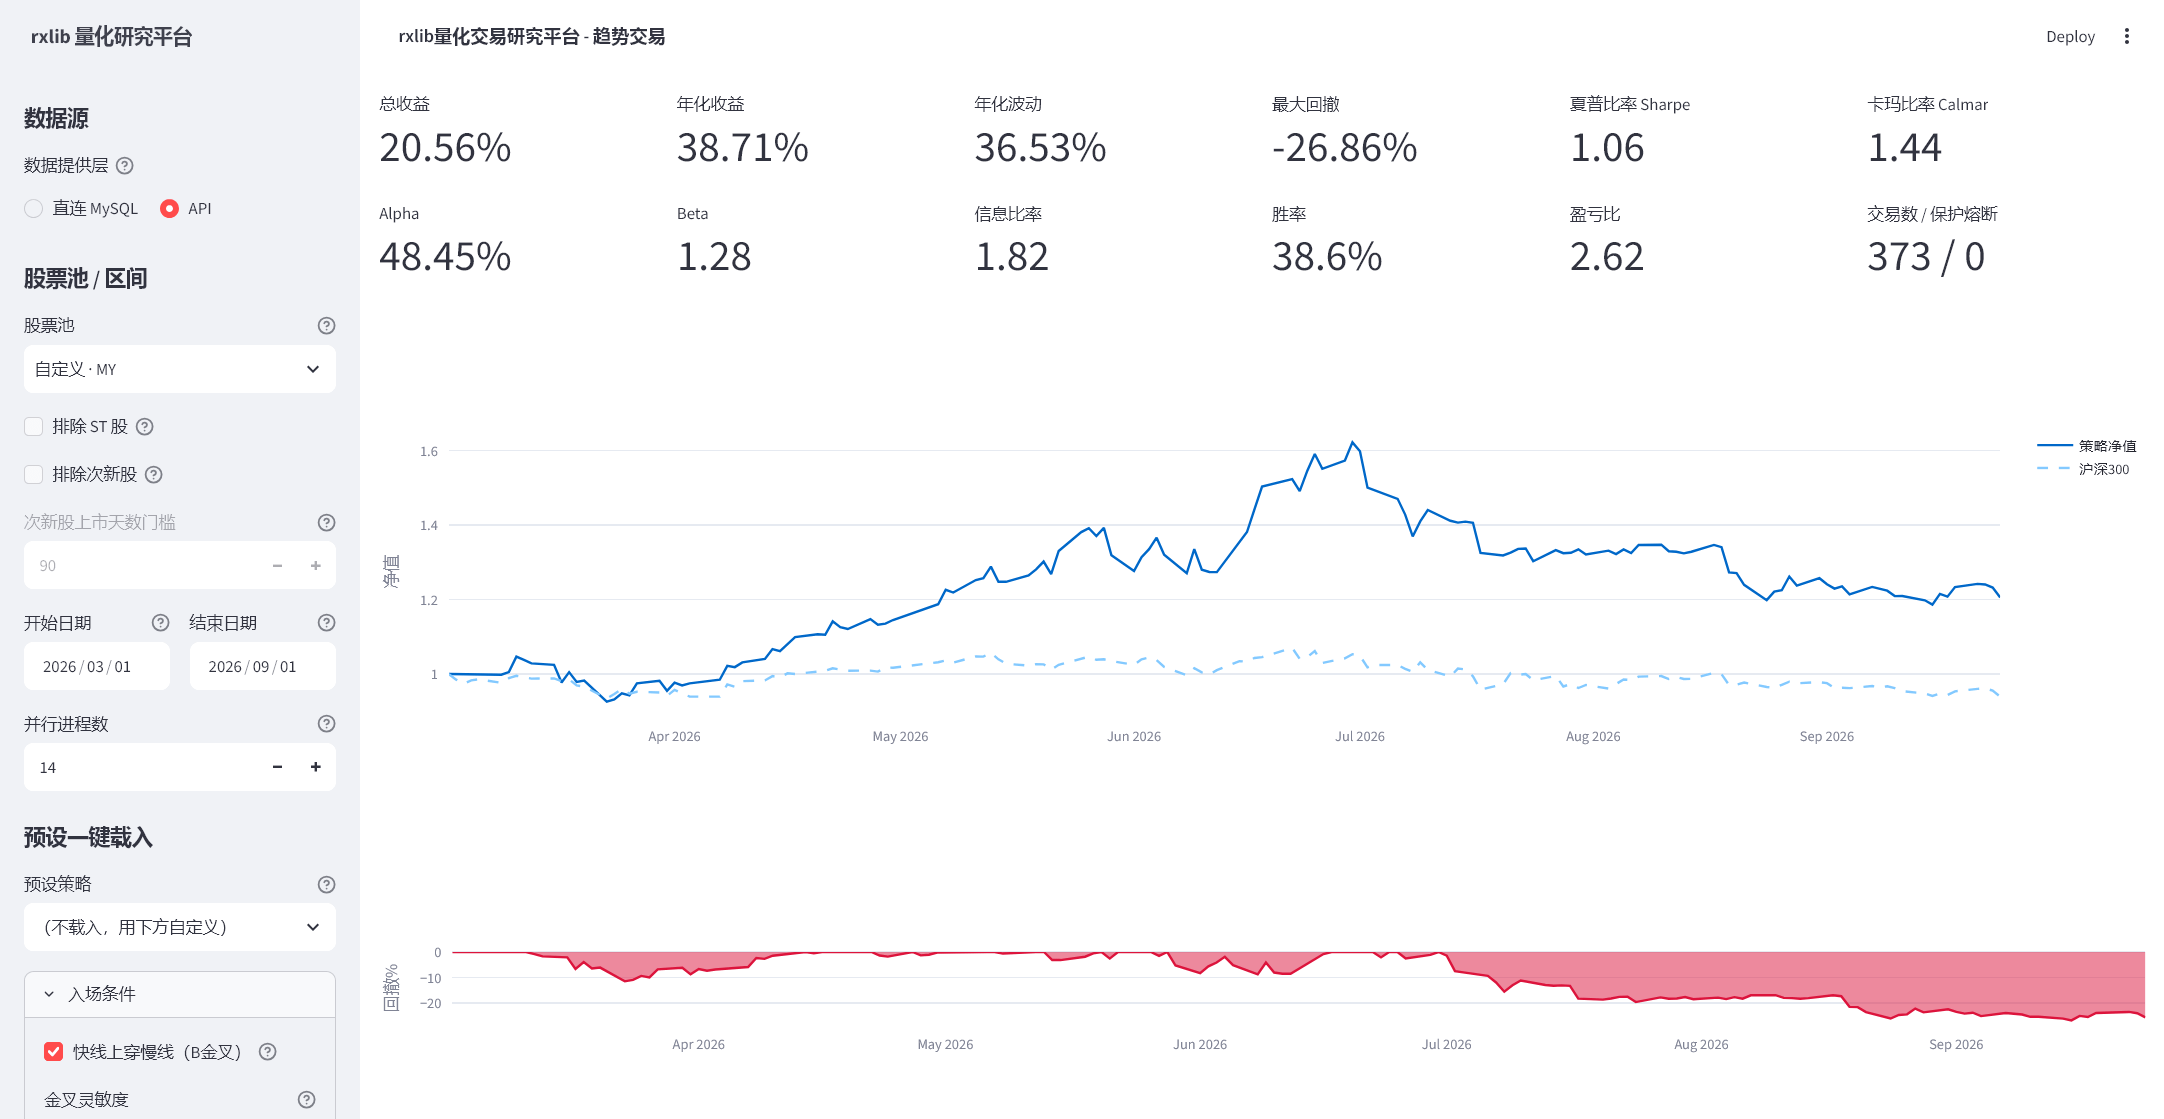 rxlib 量化研究平台
数据源
数据提供层
直连 MySQL
API
股票池 / 区间
股票池
自定义 · MY
排除 ST 股
排除次新股
次新股上市天数门槛
90
开始日期
结束日期
2026 / 03 / 01
2026 / 09 / 01
并行进程数
14
预设一键载入
预设策略
（不载入，用下方自定义）
入场条件
快线上穿慢线（B金叉）
金叉灵敏度
rxlib量化交易研究平台 - 趋势交易
Deploy
总收益
20.56%
年化收益
38.71%
年化波动
36.53%
最大回撤
-26.86%
夏普比率 Sharpe
1.06
卡玛比率 Calmar
1.44
Alpha
48.45%
Beta
1.28
信息比率
1.82
胜率
38.6%
盈亏比
2.62
交易数 / 保护熔断
373 / 0
净值
1.6
1.4
1.2
1
Apr 2026
May 2026
Jun 2026
Jul 2026
Aug 2026
Sep 2026
策略净值
沪深300
回撤%
0
−10
−20
Apr 2026
May 2026
Jun 2026
Jul 2026
Aug 2026
Sep 2026